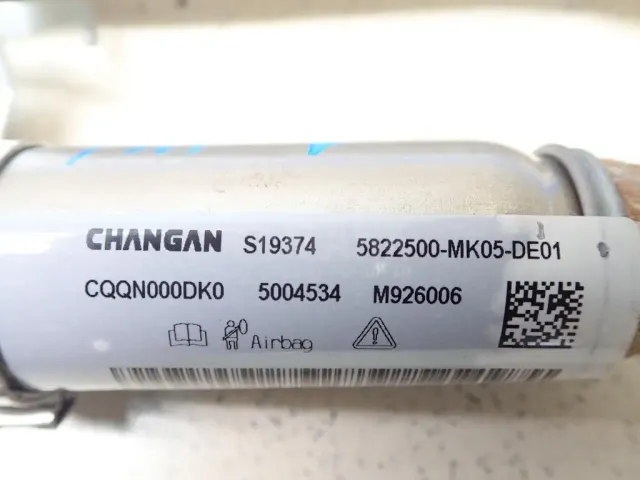 CHANGAN S19374 5822500-MK05-DE01
CQQN000DK0 5004534 M926006
Airbag